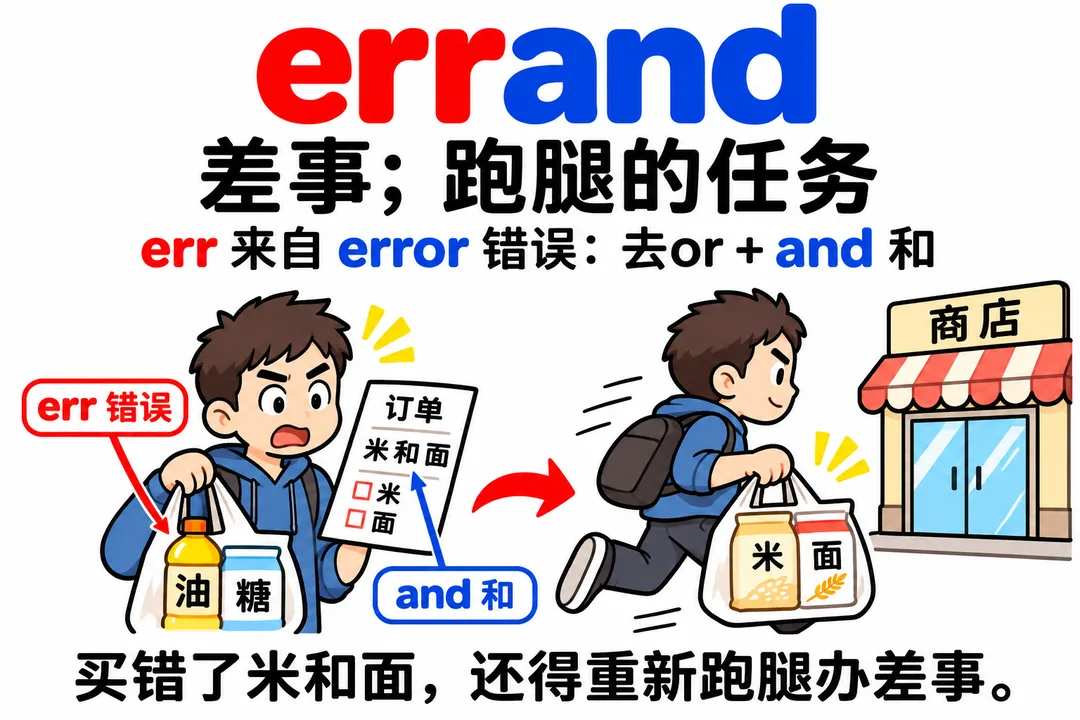 errand
差事；跑腿的任务
err 来自 error 错误：去or + and 和
商店
err 错误
订单
米和面
米
面
油
糖
and 和
米
面
买错了米和面，还得重新跑腿办差事。